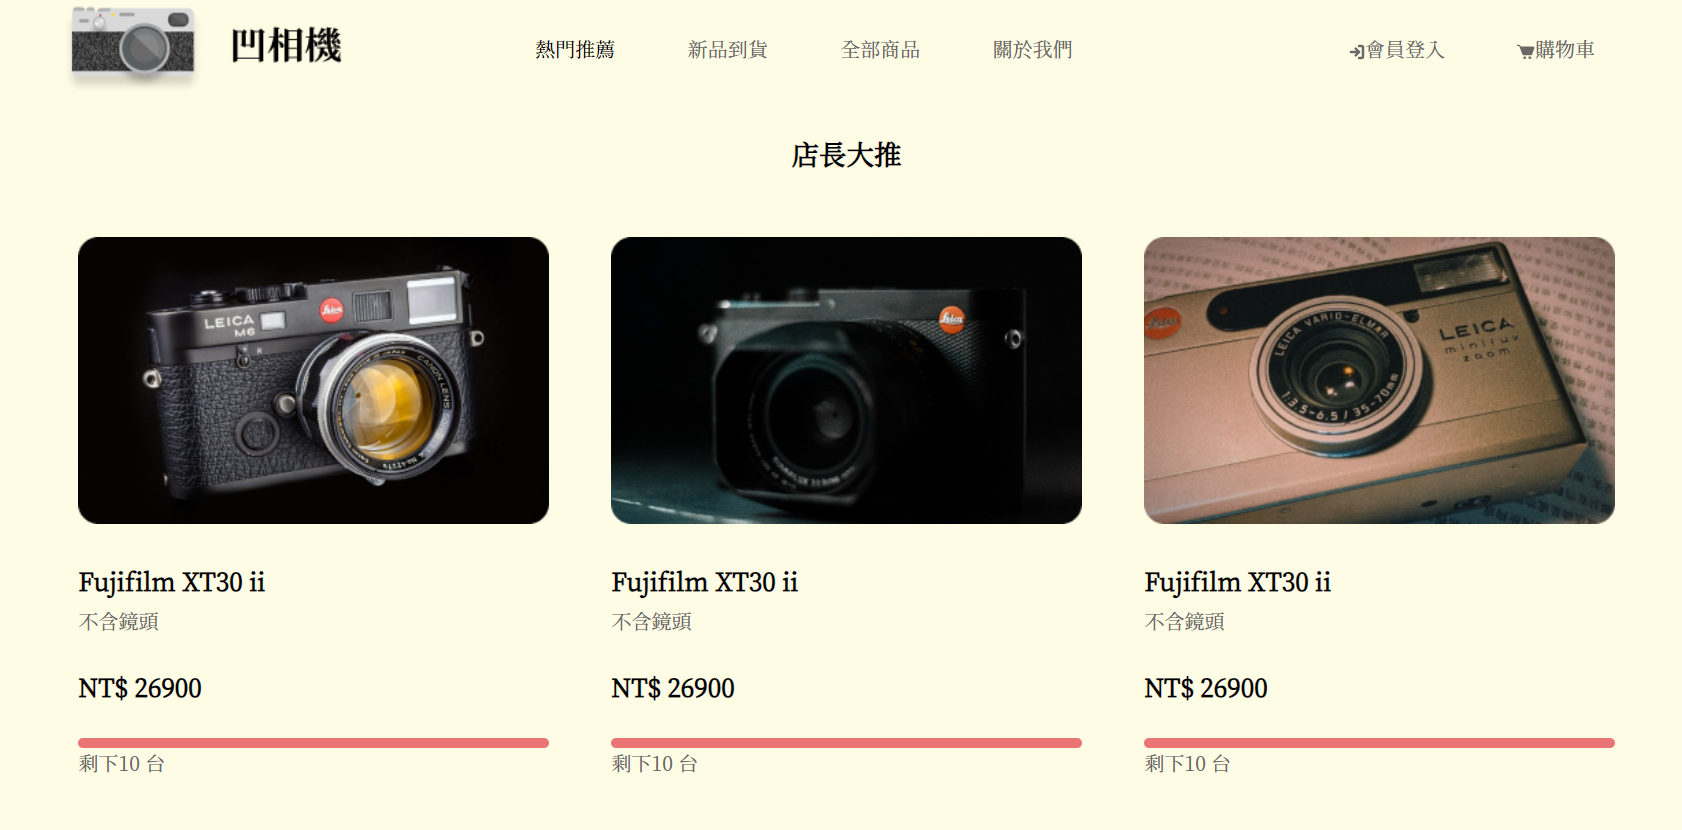 凹相機
熱門推薦 新品到貨 全部商品 關於我們 會員登入 購物車
店長大推
LEICA
M6
Leica
CANON LENS
Leica
Leica
LEICA VARIO-ELMAR
1:3.5-6.5 / 35-70mm
LEICA
minilux
zoom
Fujifilm XT30 ii
不含鏡頭
NT$ 26900
剩下10 台
Fujifilm XT30 ii
不含鏡頭
NT$ 26900
剩下10 台
Fujifilm XT30 ii
不含鏡頭
NT$ 26900
剩下10 台